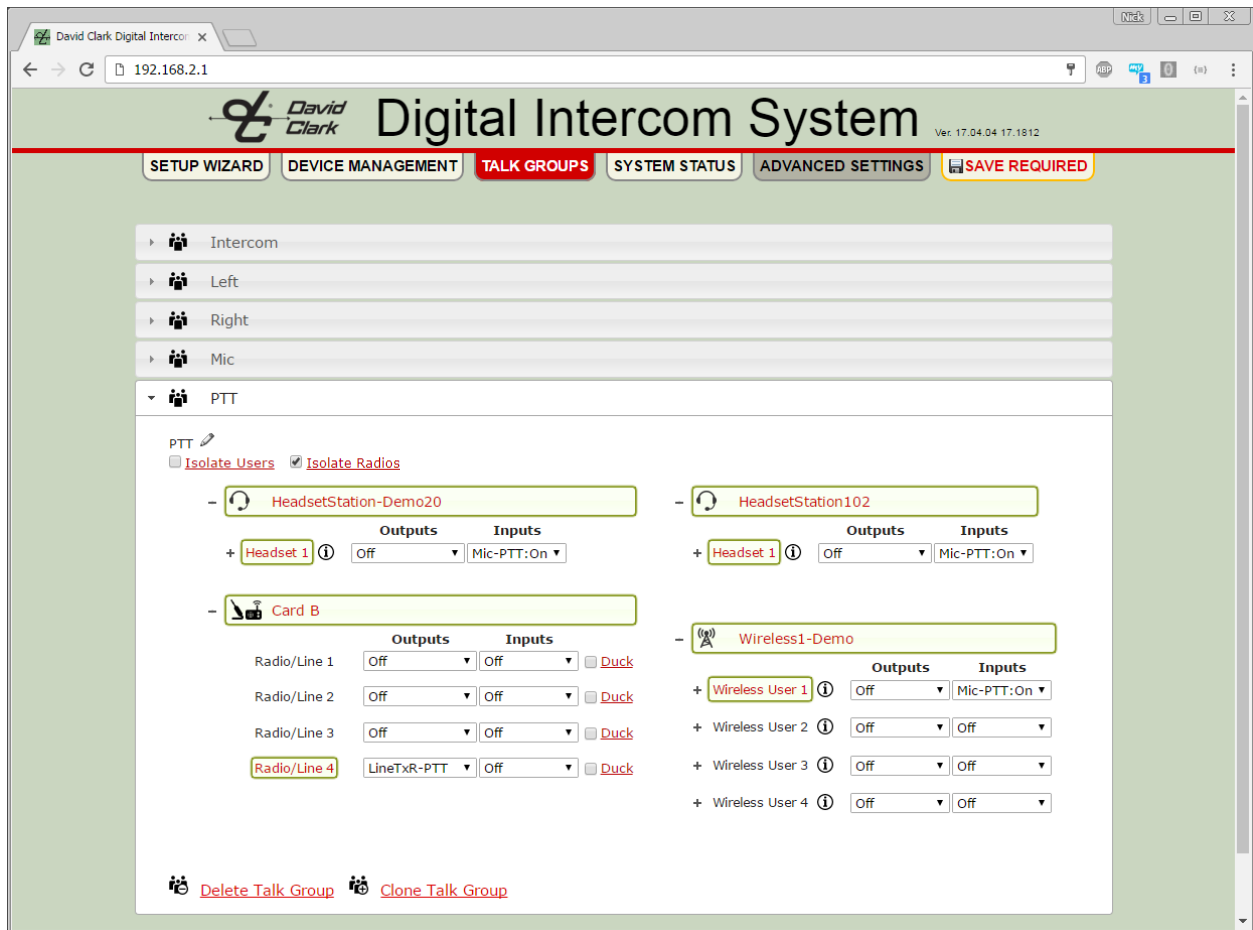 Nick
David Clark Digital Intercor
192.168.2.1
ABP
3
0
David Clark
Digital Intercom System
Ver. 17.04.04 17.1812
SETUP WIZARD DEVICE MANAGEMENT TALK GROUPS SYSTEM STATUS ADVANCED SETTINGS SAVE REQUIRED
Intercom
Left
Right
Mic
PTT
PTT
Isolate Users Isolate Radios
HeadsetStation-Demo20
Outputs Inputs
Headset 1 Off Mic-PTT:On
HeadsetStation102
Outputs Inputs
Headset 1 Off Mic-PTT:On
Card B
Outputs Inputs
Radio/Line 1 Off Off Duck
Radio/Line 2 Off Off Duck
Radio/Line 3 Off Off Duck
Radio/Line 4 LineTxR-PTT Off Duck
Wireless1-Demo
Outputs Inputs
Wireless User 1 Off Mic-PTT:On
Wireless User 2 Off Off
Wireless User 3 Off Off
Wireless User 4 Off Off
Delete Talk Group Clone Talk Group